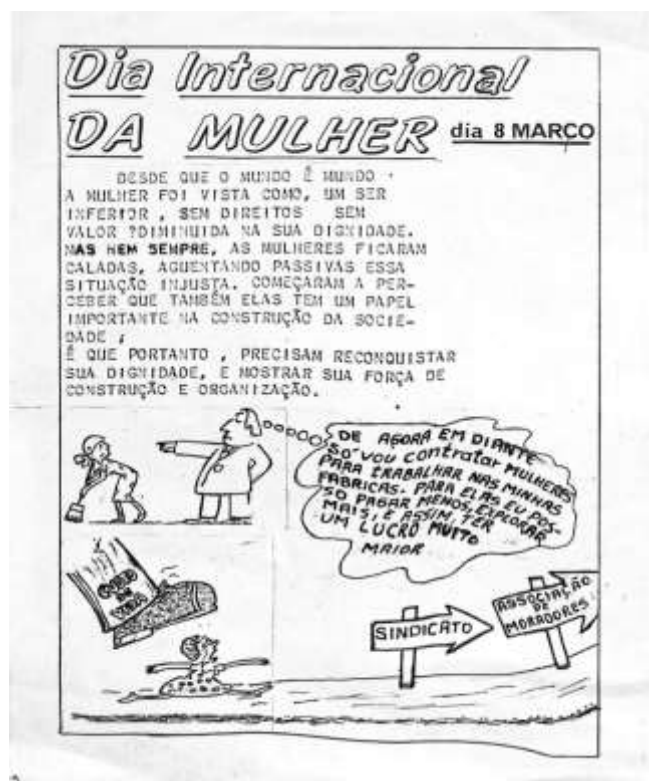 Dia Internacional
DA MULHER dia 8 MARÇO
DESDE QUE O MUNDO É MUNDO
A MULHER FOI VISTA COMO, UM SER
INFERIOR , SEM DIREITOS SEM
VALOR ?DIMINUIDA NA SUA DIGNIDADE.
MAS NEM SEMPRE, AS MULHERES FICARAM
CALADAS, AGUENTANDO PASSIVAS ESSA
SITUAÇÃO INJUSTA. COMEÇARAM A PER-
CEBER QUE TAMBÉM ELAS TEM UM PAPEL
IMPORTANTE NA CONSTRUÇÃO DA SOCIE-
DADE ;
É QUE PORTANTO , PRECISAM RECONQUISTAR
SUA DIGNIDADE, E MOSTRAR SUA FORÇA DE
CONSTRUÇÃO E ORGANIZAÇÃO.
DE AGORA EM DIANTE
SO' VOU contratar MULHERES
PARA TRABALHAR NAS MINHAS
FABRICAS. PARA ELAS EU POS-
SO PAGAR MENOS, EXPLORAR
MAIS, E ASSIM, TER
UM LUCRO MUITO
MAIOR
SINDICATO
ASSOCIAÇÃO
DE
MORADORES